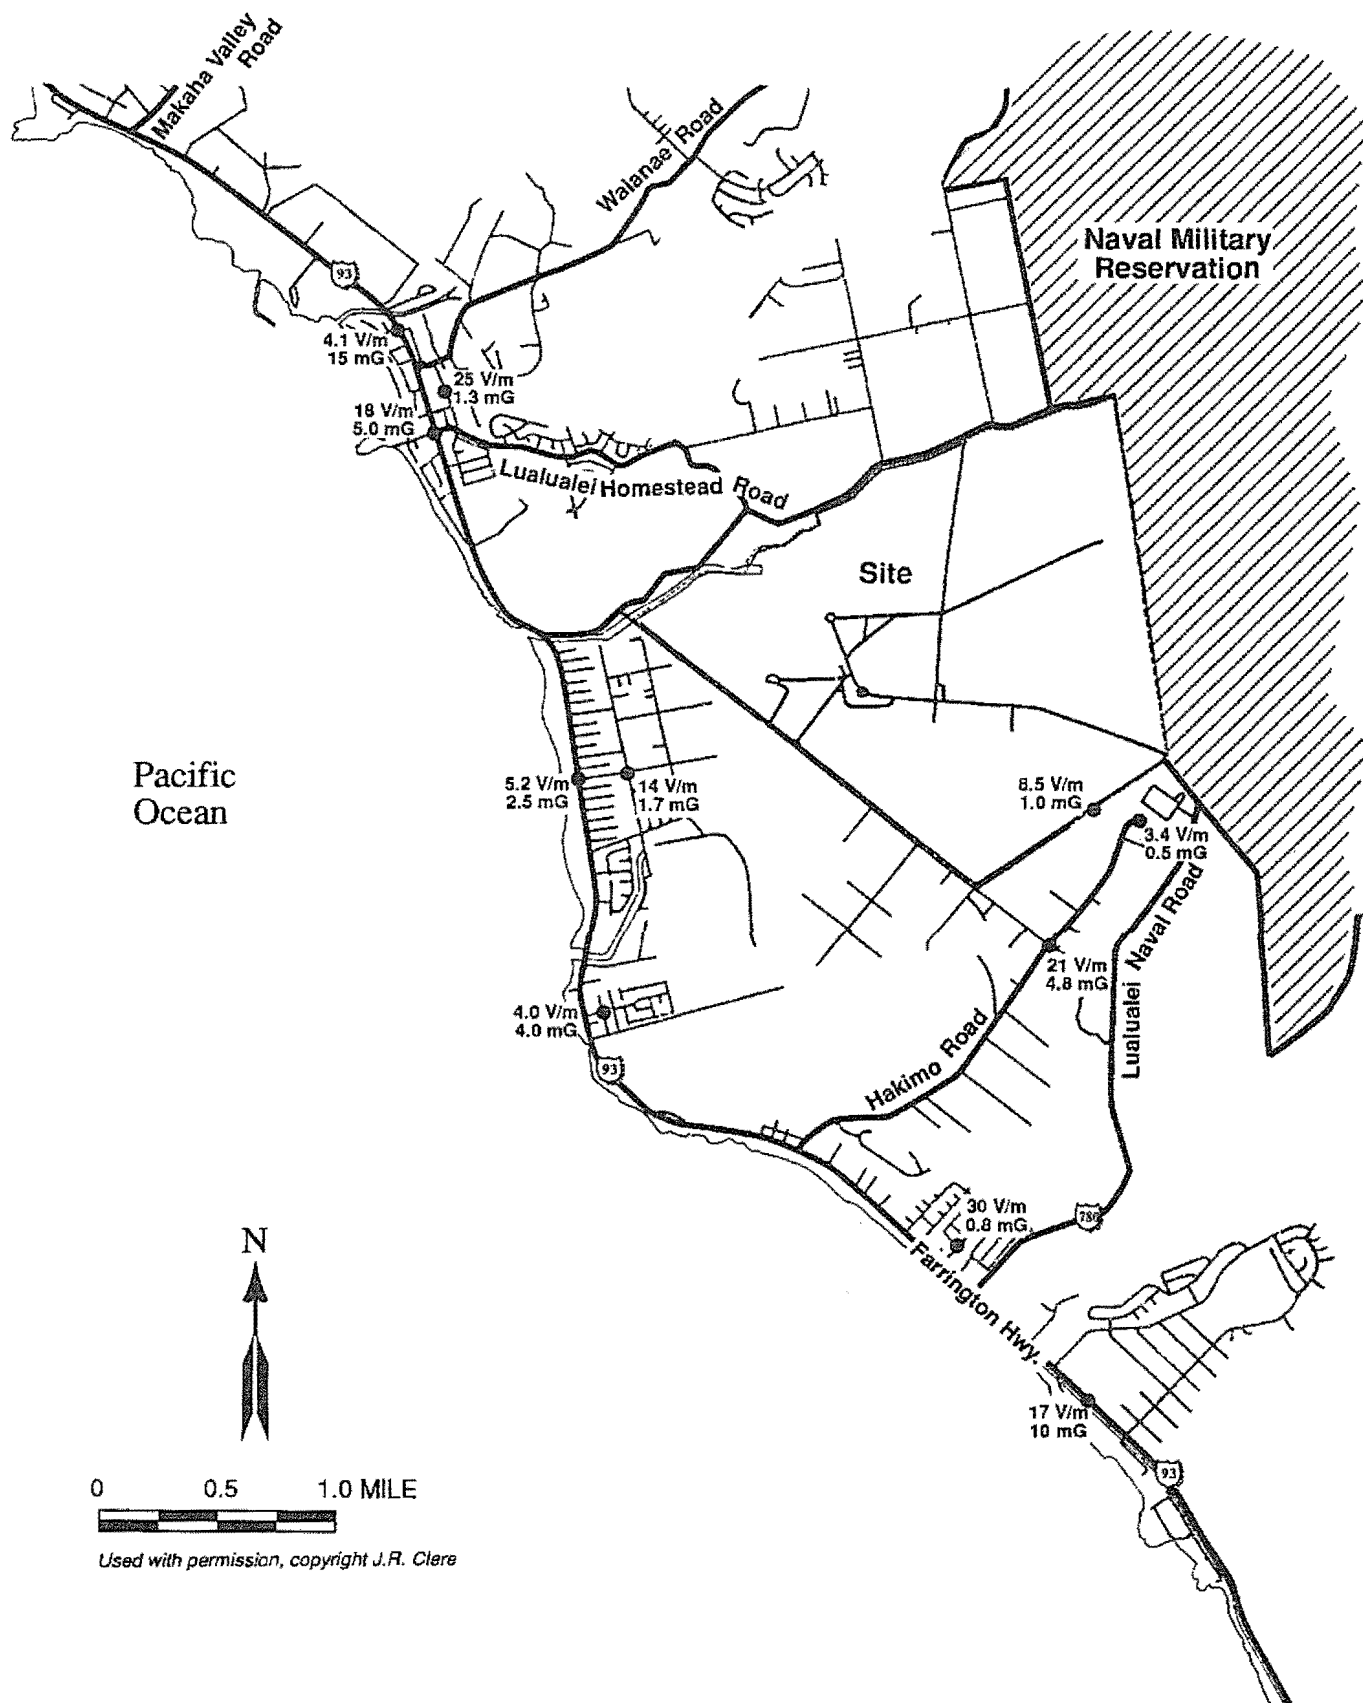 Makaha Valley
Road
Waianae Road
Naval Military
Reservation
93
4.1 V/m
15 mG
25 V/m
1.3 mG
18 V/m
5.0 mG
Lualualei Homestead Road
Site
Pacific
Ocean
5.2 V/m
2.5 mG
14 V/m
1.7 mG
8.5 V/m
1.0 mG
3.4 V/m
0.5 mG
Lualualei Naval Road
21 V/m
4.8 mG
4.0 V/m
4.0 mG
93
Hakimo Road
30 V/m
0.8 mG
780
Farrington Hwy.
N
17 V/m
10 mG
93
0 0.5 1.0 MILE
Used with permission, copyright J.R. Clere